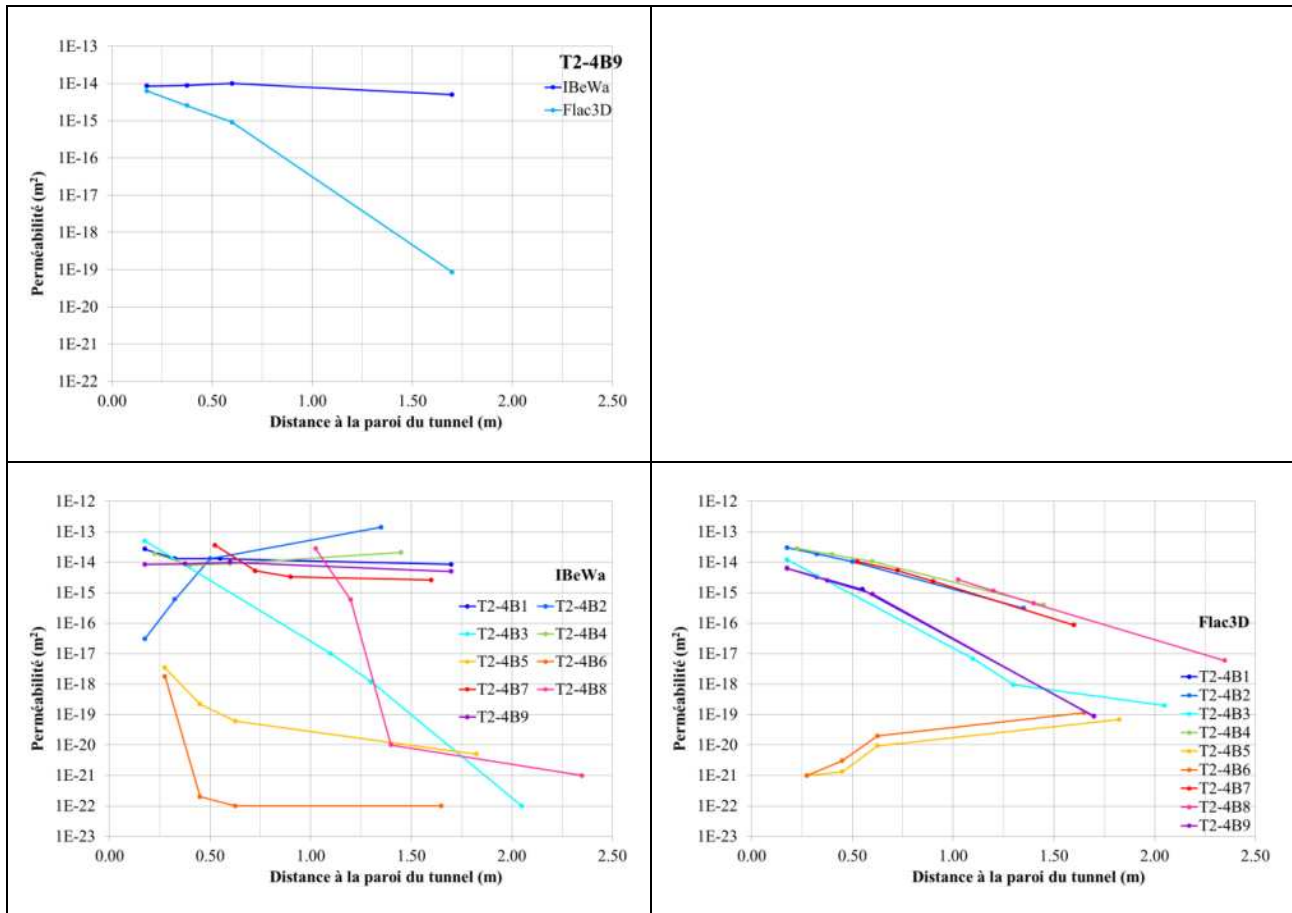 T2-4B9
IBeWa
Flac3D
1E-13
1E-14
1E-15
1E-16
1E-17
1E-18
1E-19
1E-20
1E-21
1E-22
Perméabilité (m²)
0.00 0.50 1.00 1.50 2.00 2.50
Distance à la paroi du tunnel (m)
1E-12
1E-13
1E-14
1E-15
1E-16
1E-17
1E-18
1E-19
1E-20
1E-21
1E-22
1E-23
Perméabilité (m²)
IBeWa
T2-4B1 T2-4B2
T2-4B3 T2-4B4
T2-4B5 T2-4B6
T2-4B7 T2-4B8
T2-4B9
0.00 0.50 1.00 1.50 2.00 2.50
Distance à la paroi du tunnel (m)
1E-12
1E-13
1E-14
1E-15
1E-16
1E-17
1E-18
1E-19
1E-20
1E-21
1E-22
1E-23
Perméabilité (m²)
Flac3D
T2-4B1
T2-4B2
T2-4B3
T2-4B4
T2-4B5
T2-4B6
T2-4B7
T2-4B8
T2-4B9
0.00 0.50 1.00 1.50 2.00 2.50
Distance à la paroi du tunnel (m)